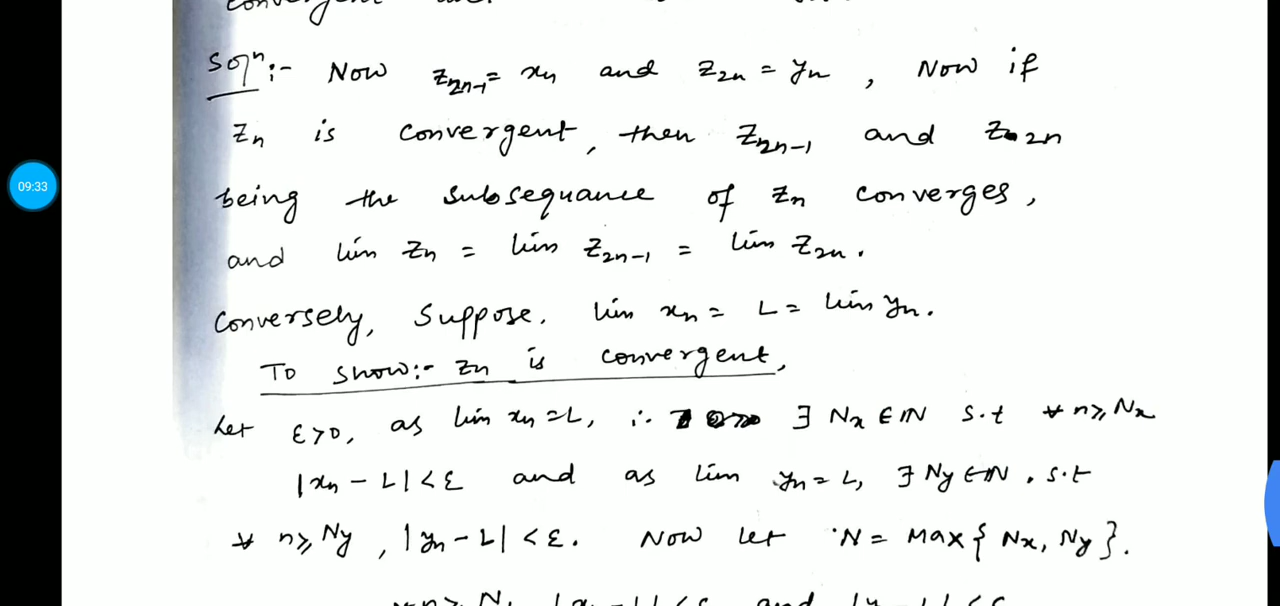 convergent
Solⁿ:- Now z₂ₙ₋₁ = xₙ and z₂ₙ = yₙ, Now if
zₙ is convergent, then z₂ₙ₋₁ and z₂ₙ
09:33
being the subsequance of zₙ converges,
and lim zₙ = lim z₂ₙ₋₁ = lim z₂ₙ.
Conversely, Suppose. lim xₙ = L = lim yₙ.
To show:- zₙ is convergent,
Let ε>0, as lim xₙ=L, ∴ ∃ Nx ∈ ℕ s.t ∀ n≥Nx
|xₙ - L|<ε and as lim yₙ = L, ∃ Ny ∈ ℕ. s.t
∀ n≥Ny, |yₙ - L| <ε. Now let N = Max{Nx, Ny}.